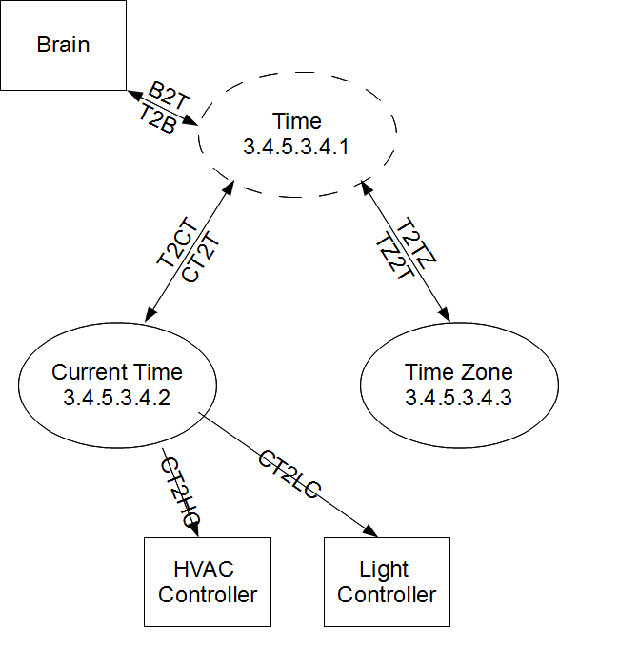 Brain
B2T
T2B
Time
3.4.5.3.4.1
T2CT
CT2T
T2TZ
TZ2T
Current Time
3.4.5.3.4.2
Time Zone
3.4.5.3.4.3
CT2HC
CT2LC
HVAC
Controller
Light
Controller